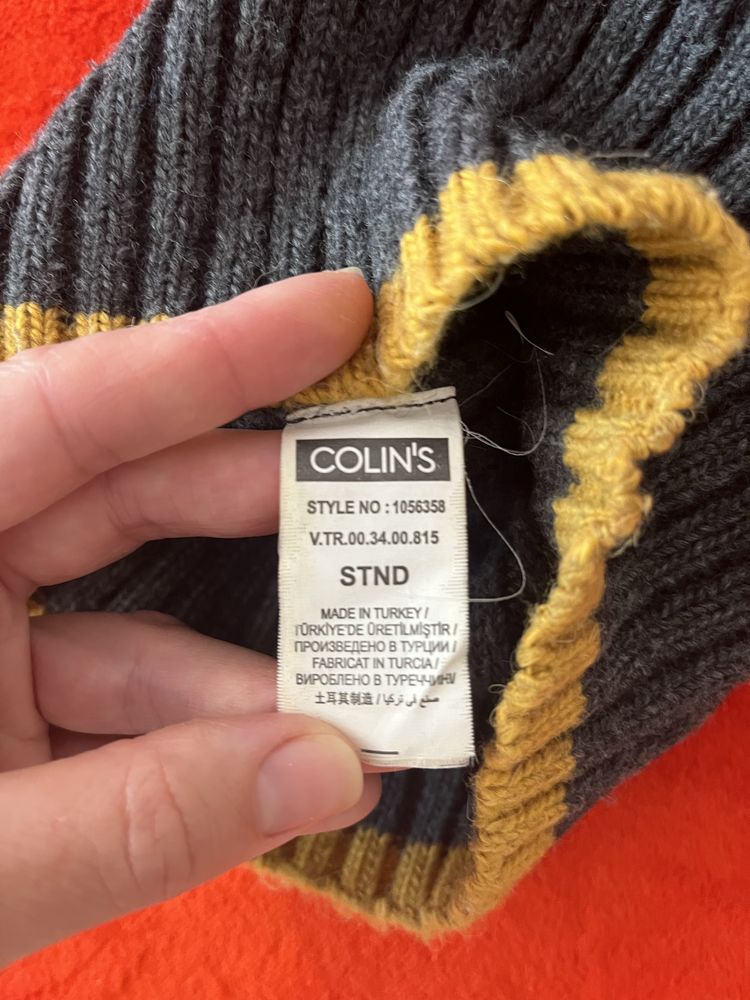 COLIN'S
STYLE NO : 1056358
V.TR.00.34.00.815
STND
MADE IN TURKEY /
TÜRKİYE'DE ÜRETİLMİŞTİR /
ПРОИЗВЕДЕНО В ТУРЦИИ /
FABRICAT IN TURCIA /
ВИРОБЛЕНО В ТУРЕЧЧИНІ/
土耳其制造 / صنع في تركيا